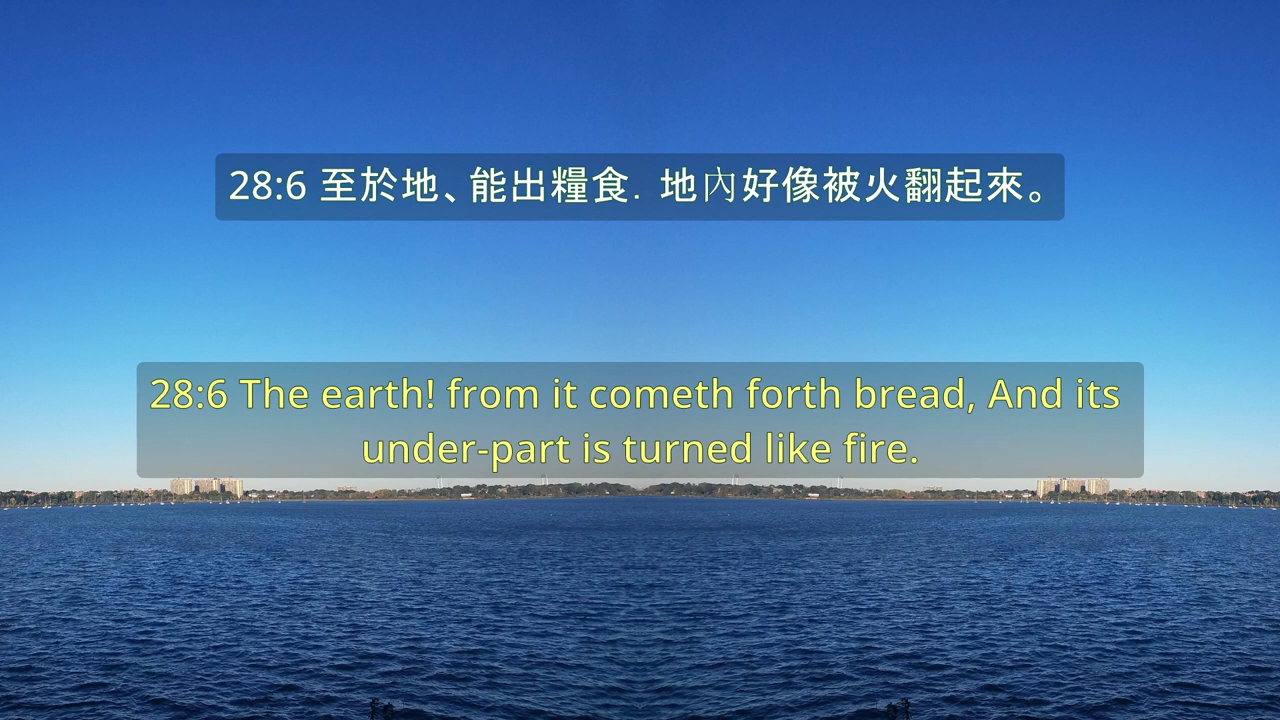 28:6 至於地、能出糧食. 地內好像被火翻起來。
28:6 The earth! from it cometh forth bread, And its
under-part is turned like fire.